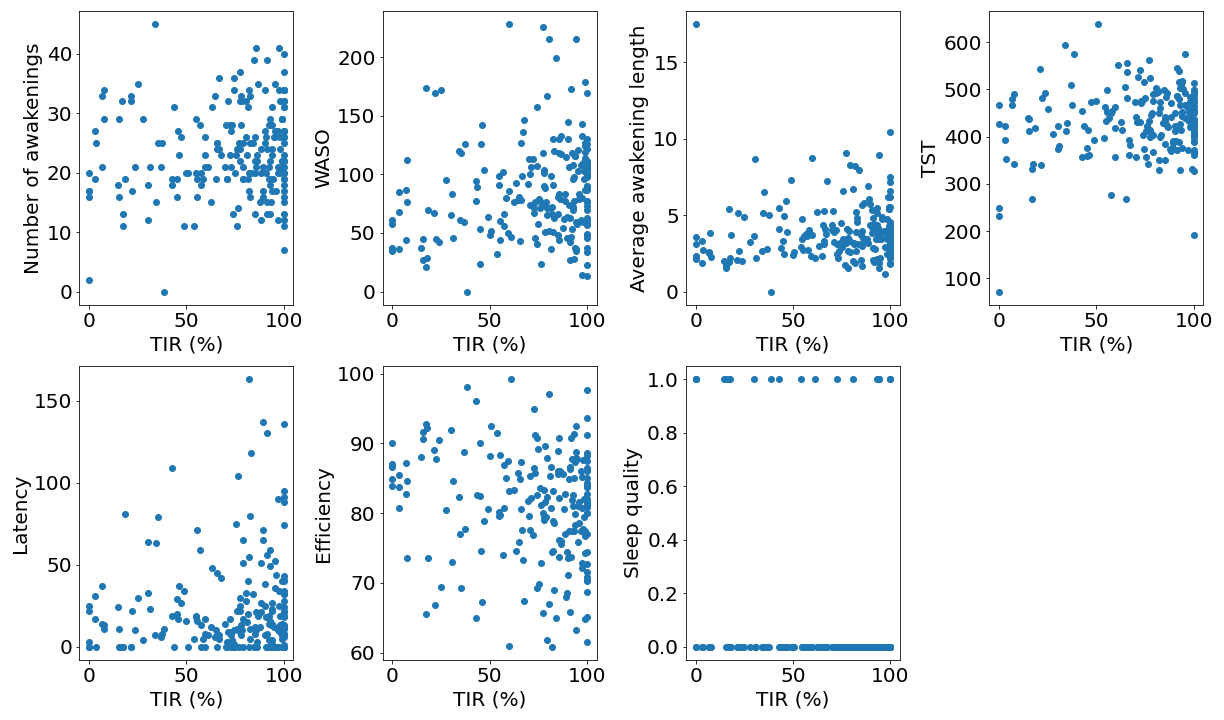 Number of awakenings
40
30
20
10
0
0 50 100
TIR (%)
WASO
200
150
100
50
0
0 50 100
TIR (%)
Average awakening length
15
10
5
0
0 50 100
TIR (%)
TST
600
500
400
300
200
100
0 50 100
TIR (%)
Latency
150
100
50
0
0 50 100
TIR (%)
Efficiency
100
90
80
70
60
0 50 100
TIR (%)
Sleep quality
1.0
0.8
0.6
0.4
0.2
0.0
0 50 100
TIR (%)